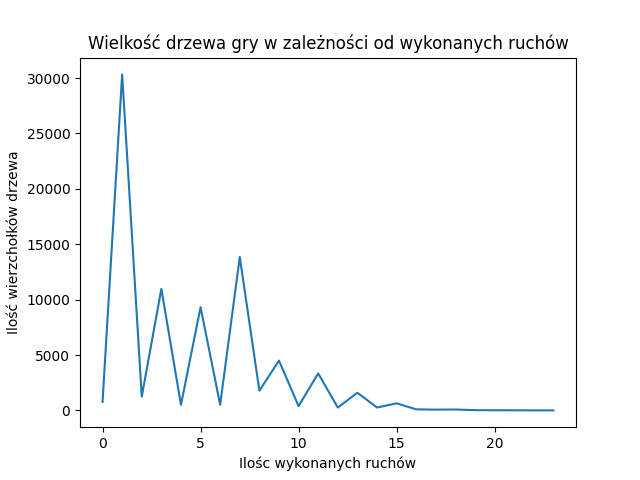 Wielkość drzewa gry w zależności od wykonanych ruchów
30000
25000
20000
15000
10000
5000
0
Ilość wierzchołków drzewa
0 5 10 15 20
Ilośc wykonanych ruchów